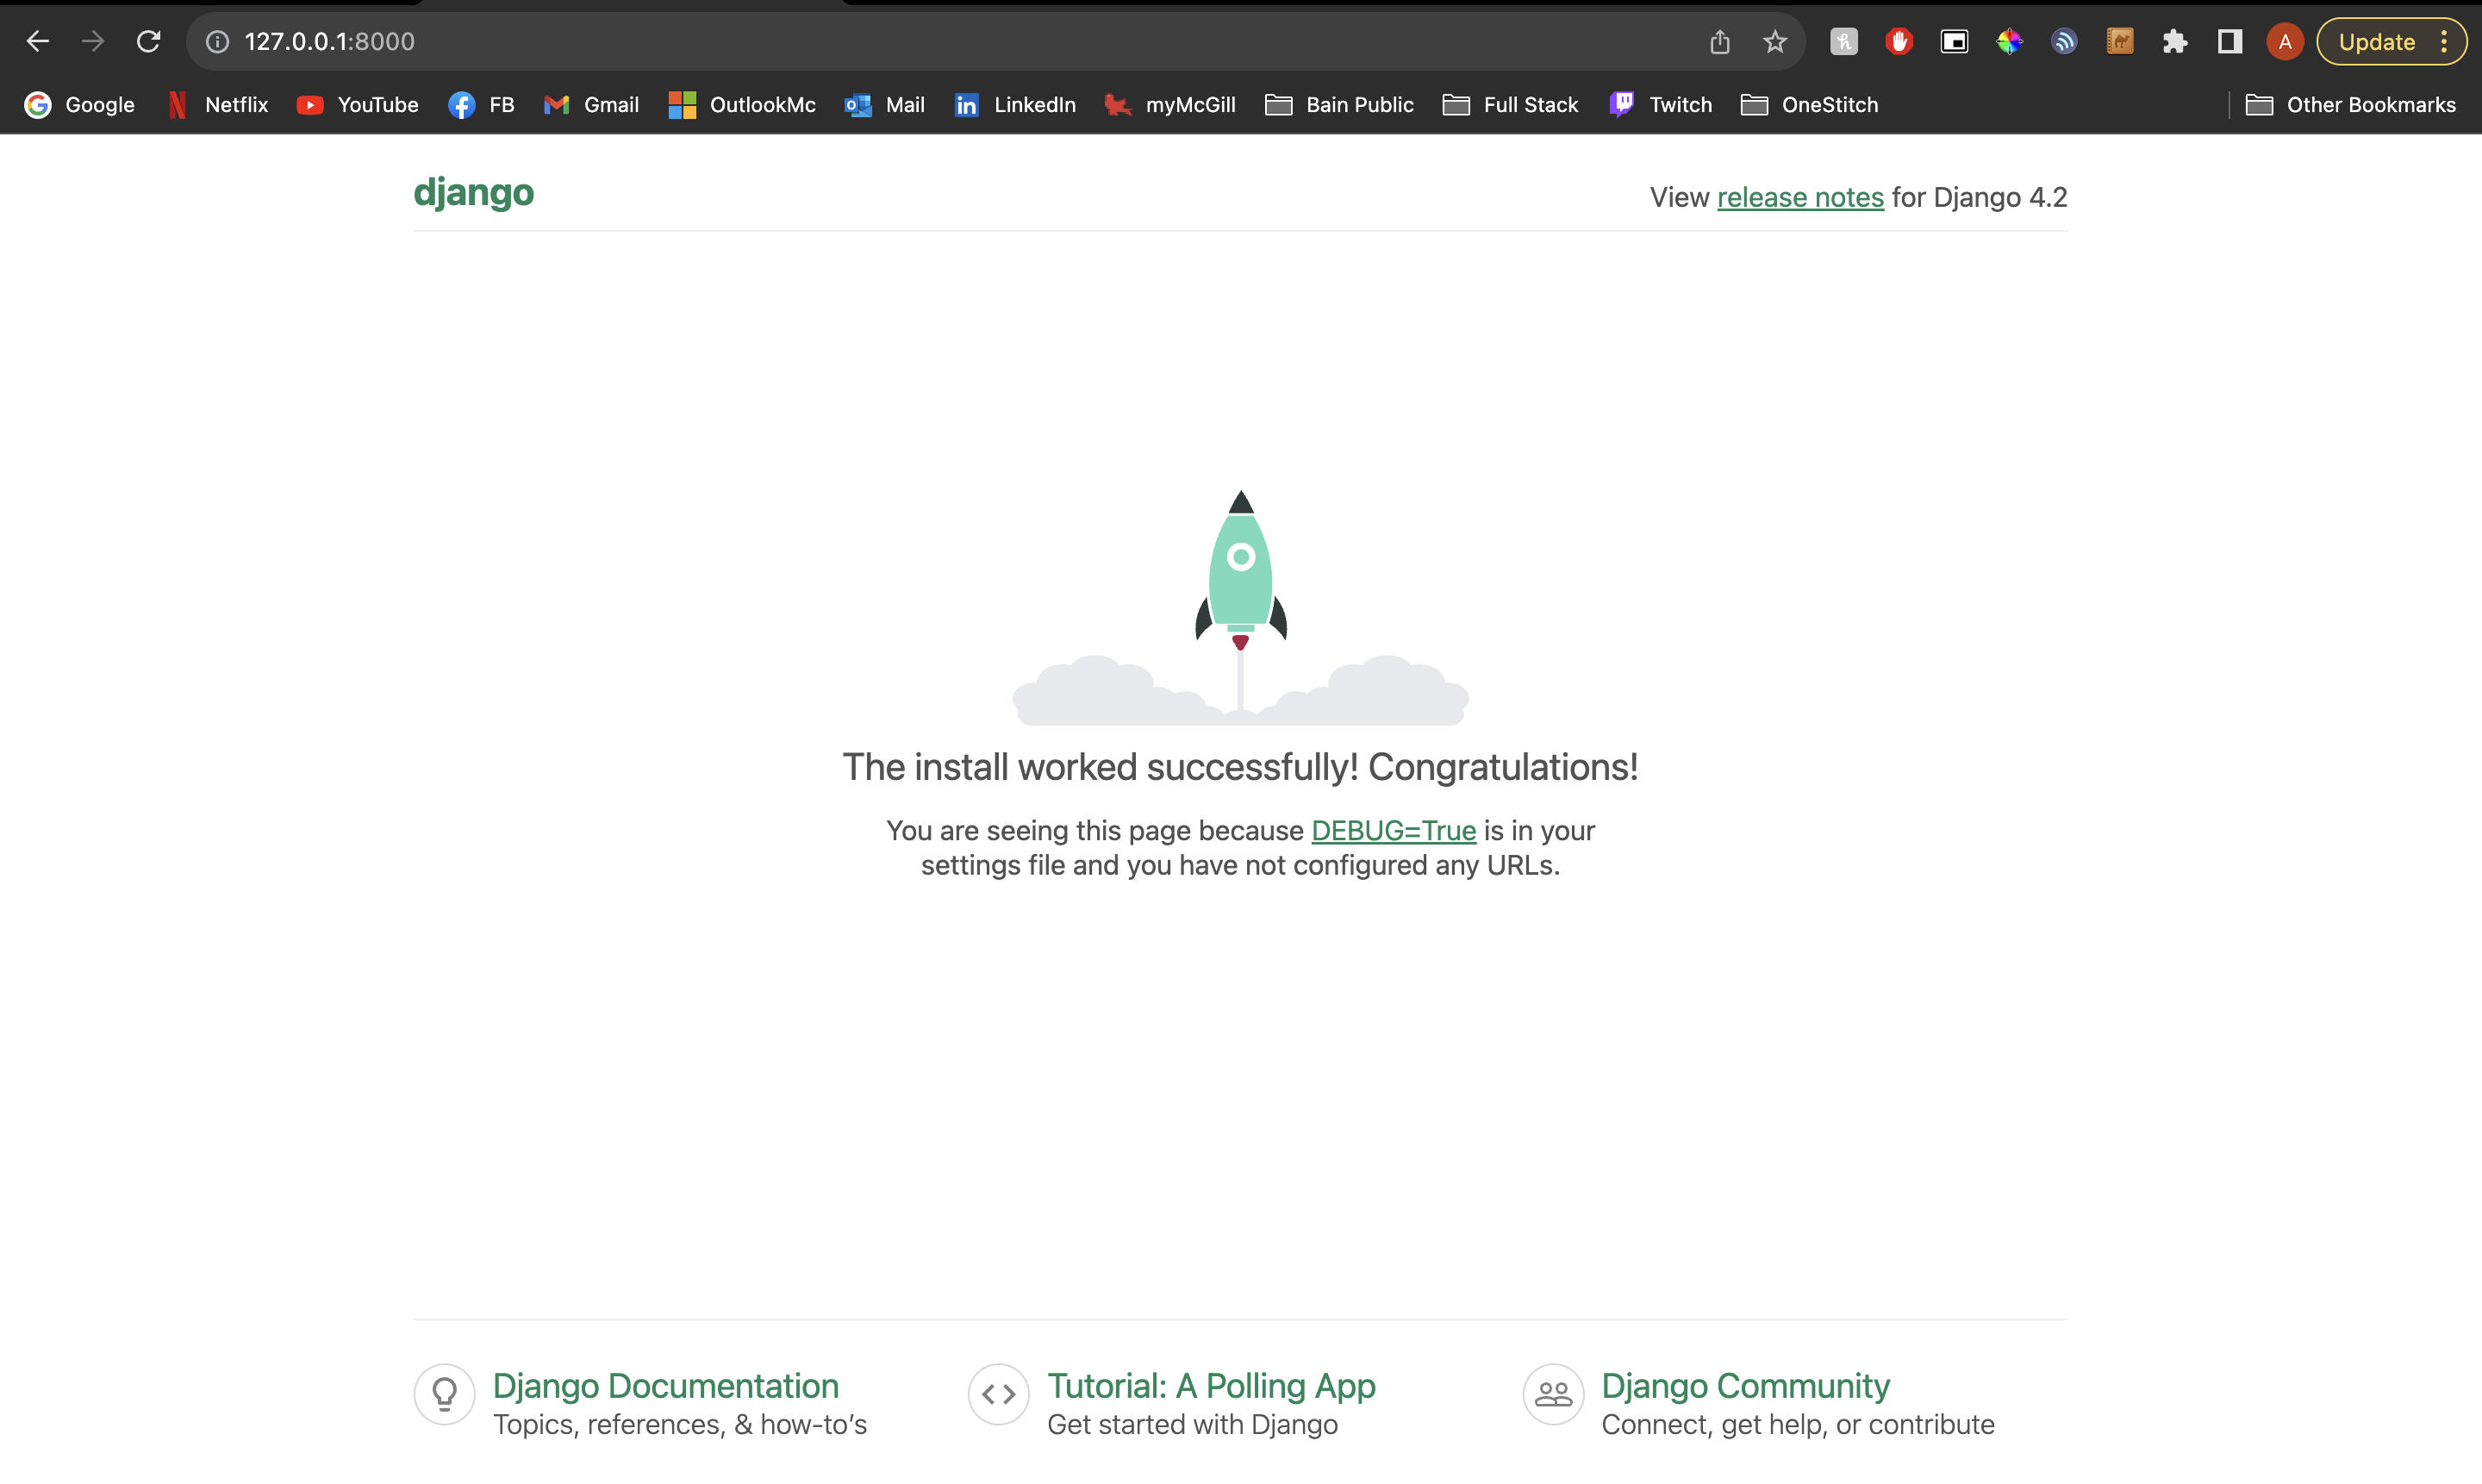 127.0.0.1:8000
A
Update
Google Netflix YouTube FB Gmail OutlookMc Mail LinkedIn myMcGill Bain Public Full Stack Twitch OneStitch Other Bookmarks
django
View release notes for Django 4.2
The install worked successfully! Congratulations!
You are seeing this page because DEBUG=True is in your
settings file and you have not configured any URLs.
Django Documentation
Topics, references, & how-to’s
Tutorial: A Polling App
Get started with Django
Django Community
Connect, get help, or contribute